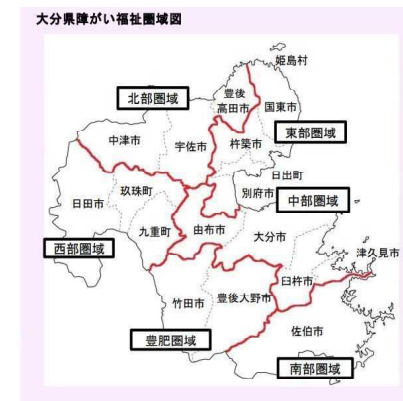 大分県障がい福祉圏域図
姫島村
北部圏域
豊後
高田市
国東市
中津市
宇佐市
杵築市
東部圏域
日出町
玖珠町
別府市
日田市
中部圏域
九重町
由布市
大分市
西部圏域
津久見市
臼杵市
竹田市
豊後大野市
佐伯市
豊肥圏域
南部圏域